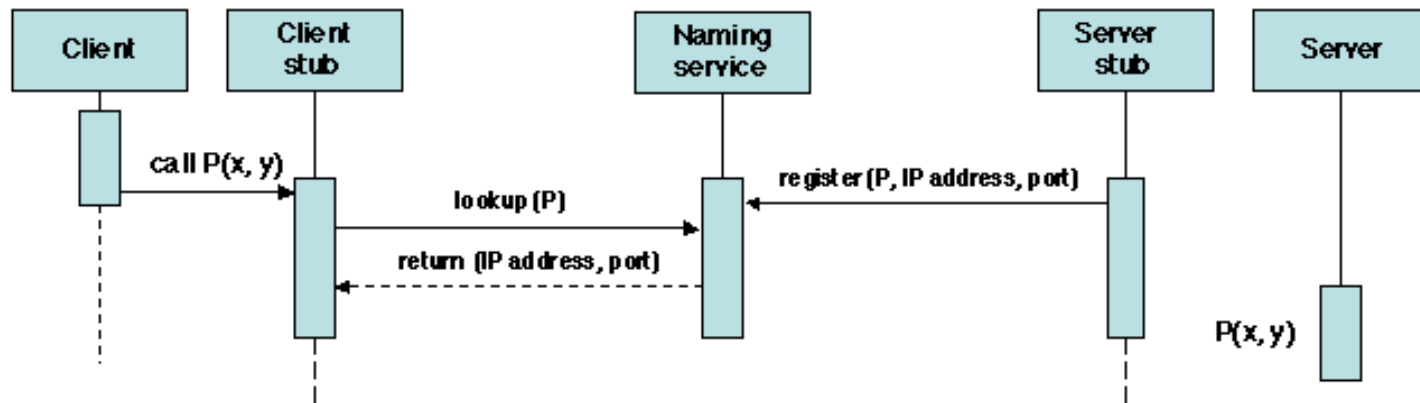 Client
Client
stub
Naming
service
Server
stub
Server
call P(x, y)
register (P, IP address, port)
lookup (P)
return (IP address, port)
P(x, y)